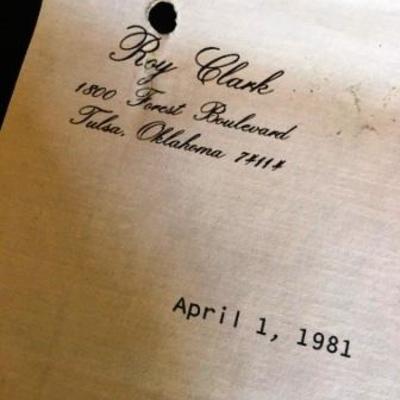 Roy Clark
1800 Forest Boulevard
Tulsa, Oklahoma 74114
April 1, 1981